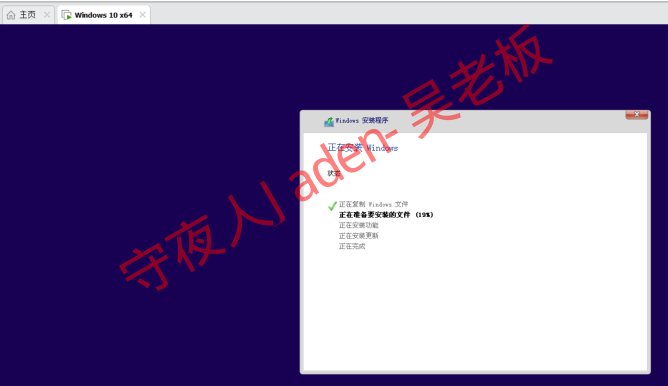 主页
Windows 10 x64
Windows 安装程序
正在安装 Windows
状态
正在复制 Windows 文件
正在准备要安装的文件 (19%)
正在安装功能
正在安装更新
正在完成
守夜人Jaden-吴老板